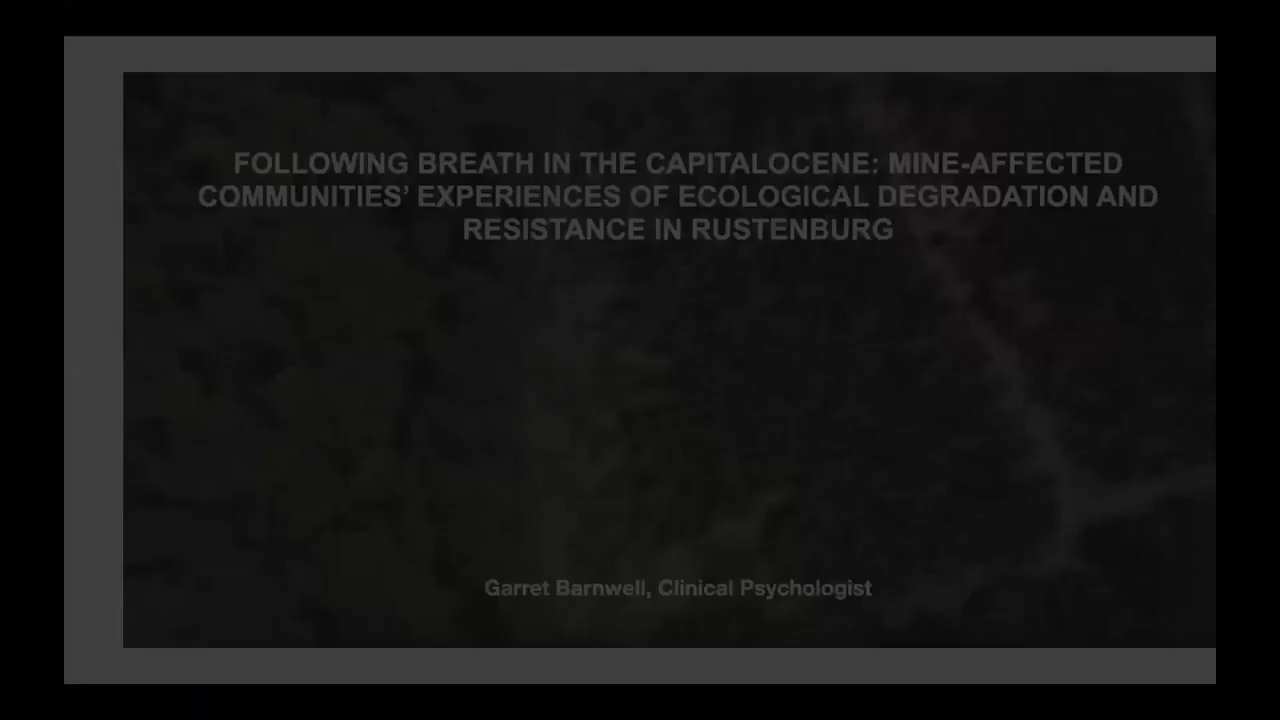 FOLLOWING BREATH IN THE CAPITALOCENE: MINE-AFFECTED
COMMUNITIES’ EXPERIENCES OF ECOLOGICAL DEGRADATION AND
RESISTANCE IN RUSTENBURG
Garret Barnwell, Clinical Psychologist